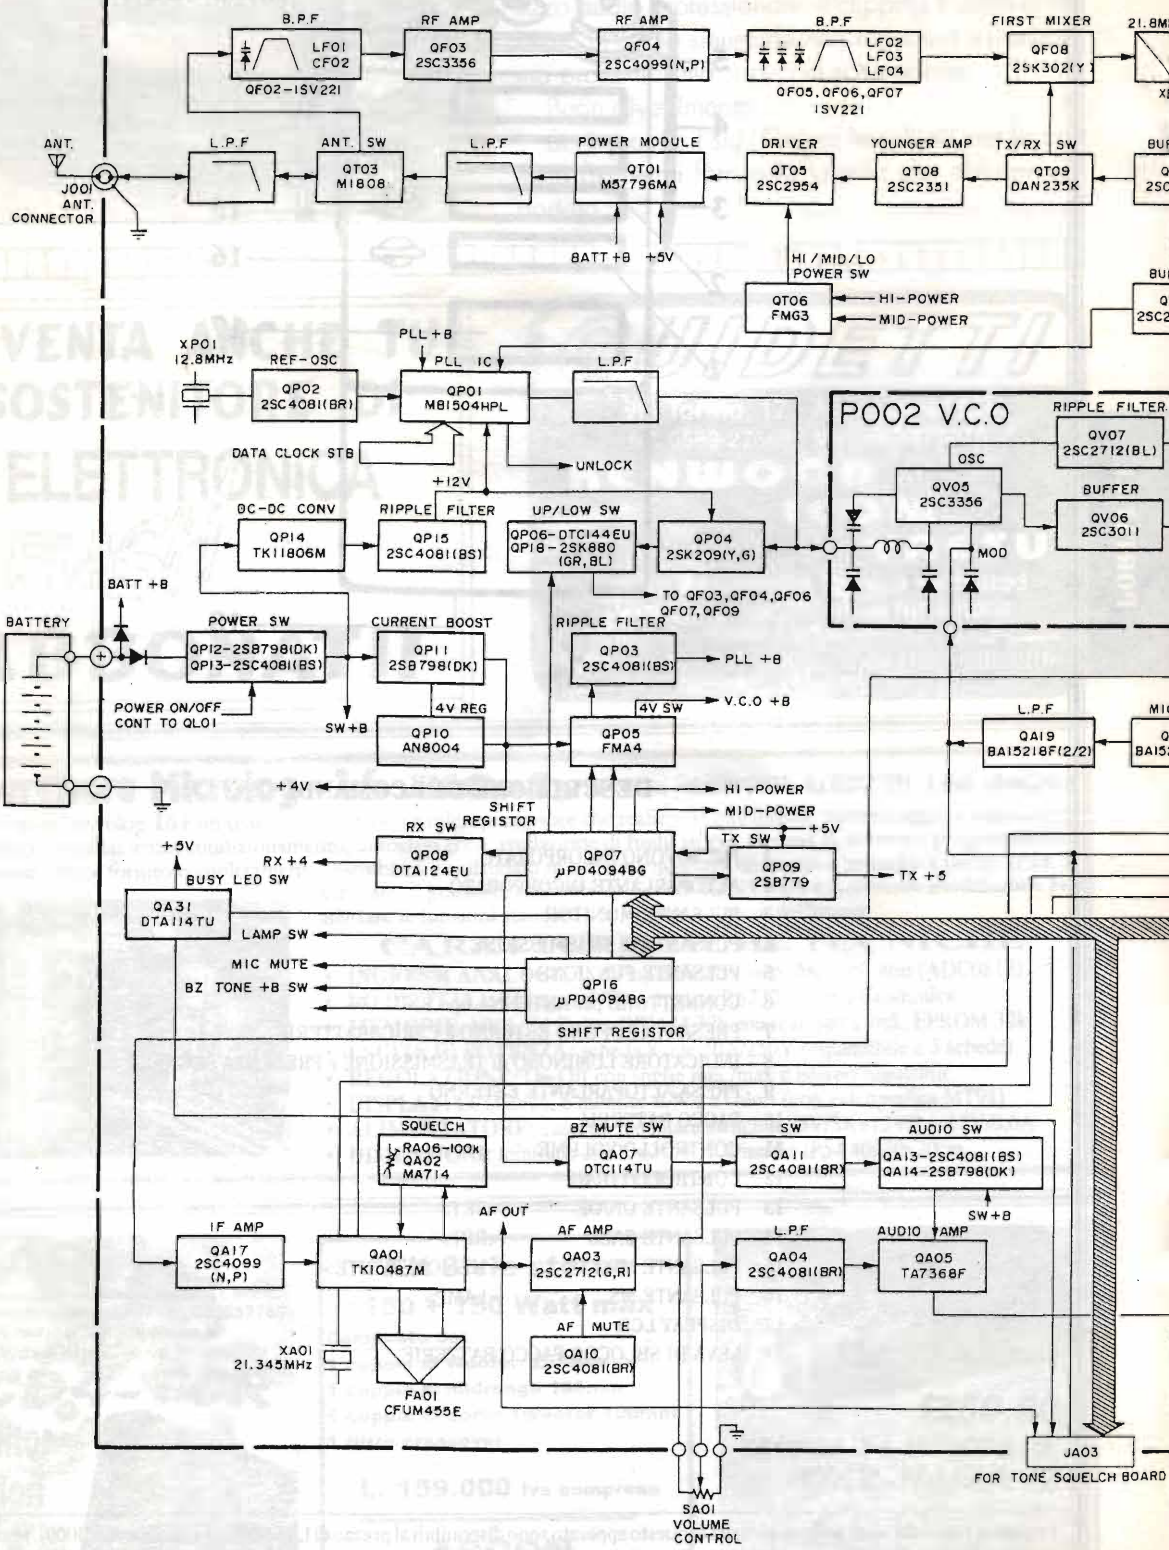 B.P.F
RF AMP
RF AMP
B.P.F
FIRST MIXER
21.8M
LF01
CF02
QF03
2SC3356
QF04
2SC4099(N,P)
LF02
LF03
LF04
QF08
2SK302(Y)
QF02-1SV221
QF05,QF06,QF07
1SV221
ANT.
L.P.F
ANT. SW
L.P.F
POWER MODULE
DRIVER
YOUNGER AMP
TX/RX SW
BU
QT03
M1808
QT01
M57796MA
QT05
2SC2954
QT08
2SC2351
QT09
DAN235K
Q
2SC
J001
ANT.
CONNECTOR
BATT+B
+5V
HI/MID/LO
POWER SW
QT06
FMG3
HI-POWER
MID-POWER
BU
Q
2SC2
XP01
12.8MHz
REF-OSC
PLL+B
PLL IC
L.P.F
QP02
2SC4081(BR)
QP01
MB1504HPL
DATA CLOCK STB
UNLOCK
+12V
P002 V.C.O
RIPPLE FILTER
QV07
2SC2712(BL)
OSC
QV05
2SC3356
BUFFER
QV06
2SC3011
MOD
DC-DC CONV
RIPPLE FILTER
UP/LOW SW
QP14
TK11806M
QP15
2SC4081(BS)
QP06-DTC144EU
QP18-2SK880
(GR,BL)
QP04
2SK209(Y,G)
TO QF03,QF04,QF06
QF07,QF09
BATT +B
BATTERY
POWER SW
CURRENT BOOST
RIPPLE FILTER
QP12-2SB798(DK)
QP13-2SC4081(BS)
QP11
2SB798(DK)
QP03
2SC4081(BS)
PLL +B
POWER ON/OFF
CONT TO QL01
SW+B
4V REG
QP10
AN8004
4V SW
V.C.O +B
QP05
FMA4
L.P.F
MIC
QA19
BA15218F(2/2)
Q
BA15
+4V
HI-POWER
MID-POWER
SHIFT
REGISTOR
RX SW
TX SW
+5V
RX+4
QP08
DTA124EU
QP07
µPD4094BG
QP09
2SB779
TX +5
+5V
BUSY LED SW
QA31
DTA114TU
LAMP SW
MIC MUTE
BZ TONE +B SW
QP16
µPD4094BG
SHIFT REGISTOR
SQUELCH
BZ MUTE SW
SW
AUDIO SW
RA06-100k
QA02
MA714
QA07
DTC114TU
QA11
2SC4081(BR)
QA13-2SC4081(BS)
QA14-2SB798(DK)
AF OUT
SW+B
IF AMP
AF AMP
L.P.F
AUDIO AMP
QA17
2SC4099
(N,P)
QA01
TK10487M
QA03
2SC2712(G,R)
QA04
2SC4081(BR)
QA05
TA7368F
XA01
21.345MHz
AF MUTE
QA10
2SC4081(BR)
FA01
CFUM455E
JA03
FOR TONE SQUELCH BOARD
SA01
VOLUME
CONTROL